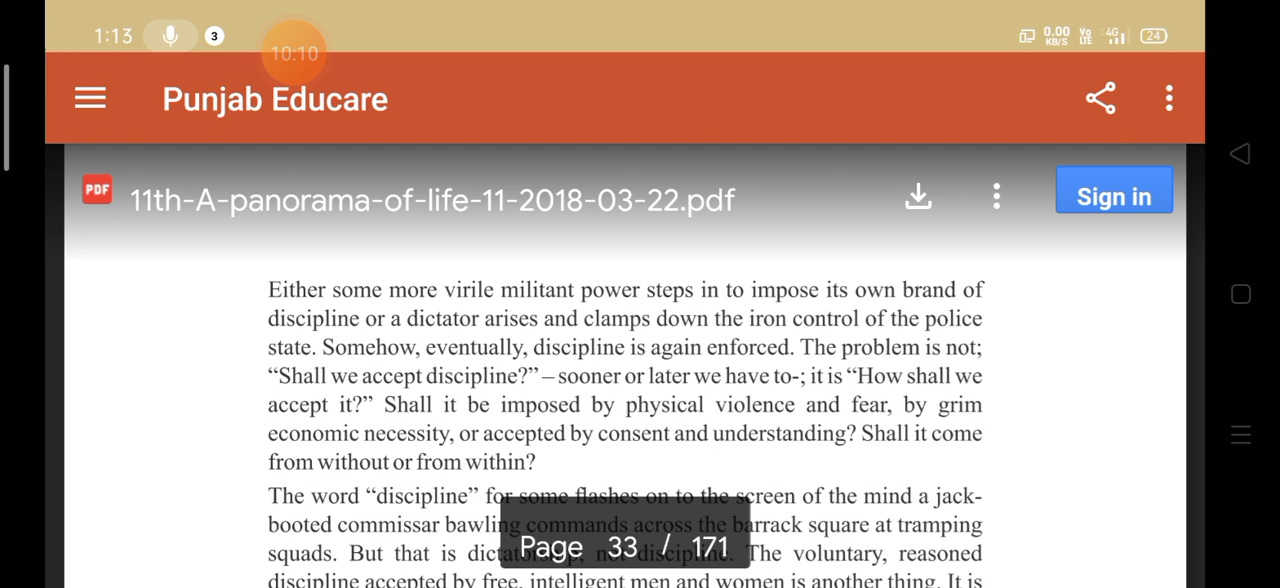 1:13 3 0.00 KB/S Vo LTE 4G 24
10:10
Punjab Educare
PDF 11th-A-panorama-of-life-11-2018-03-22.pdf Sign in
Either some more virile militant power steps in to impose its own brand of
discipline or a dictator arises and clamps down the iron control of the police
state. Somehow, eventually, discipline is again enforced. The problem is not;
“Shall we accept discipline?” – sooner or later we have to-; it is “How shall we
accept it?” Shall it be imposed by physical violence and fear, by grim
economic necessity, or accepted by consent and understanding? Shall it come
from without or from within?
The word “discipline” for some flashes on to the screen of the mind a jack-
booted commissar bawling commands across the barrack square at tramping
squads. But that is dictatorship, not discipline. The voluntary, reasoned
discipline accepted by free, intelligent men and women is another thing. It is
Page 33 / 171